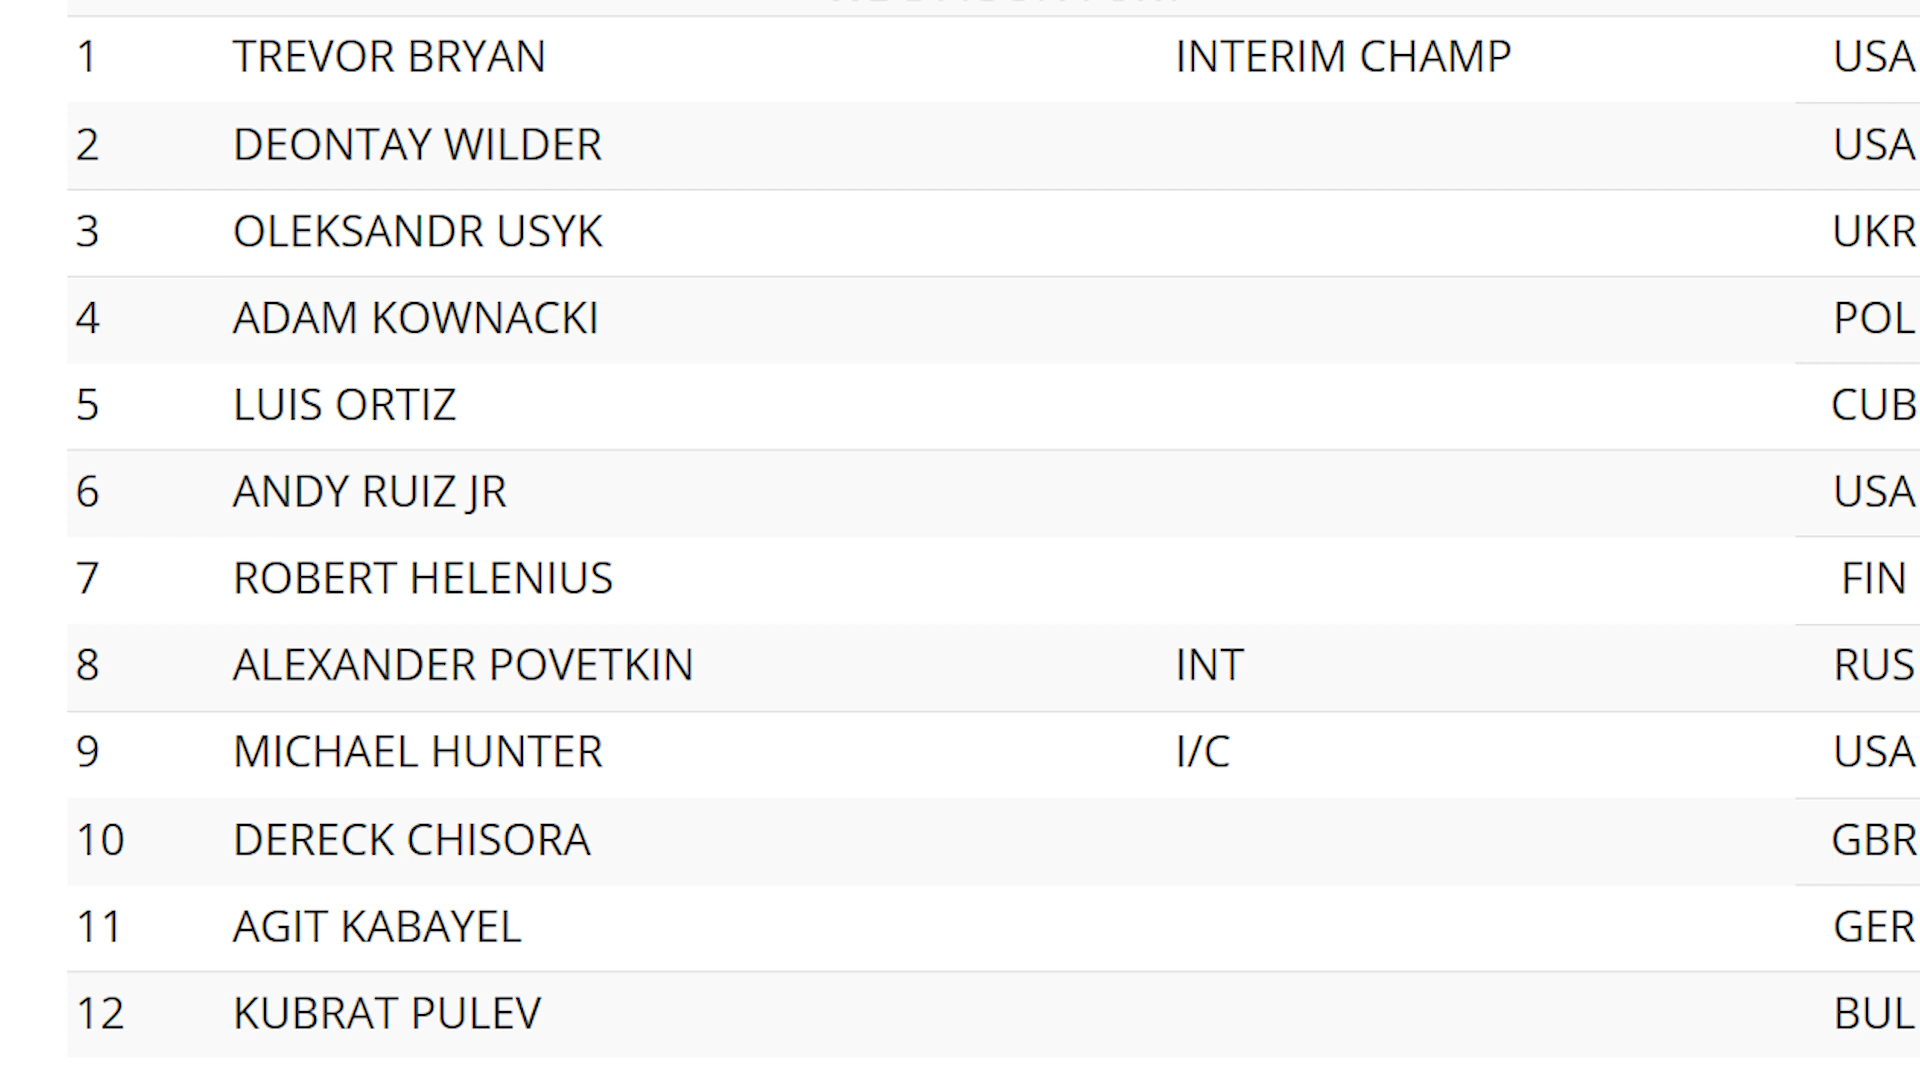 1 TREVOR BRYAN INTERIM CHAMP USA
2 DEONTAY WILDER USA
3 OLEKSANDR USYK UKR
4 ADAM KOWNACKI POL
5 LUIS ORTIZ CUB
6 ANDY RUIZ JR USA
7 ROBERT HELENIUS FIN
8 ALEXANDER POVETKIN INT RUS
9 MICHAEL HUNTER I/C USA
10 DERECK CHISORA GBR
11 AGIT KABAYEL GER
12 KUBRAT PULEV BUL